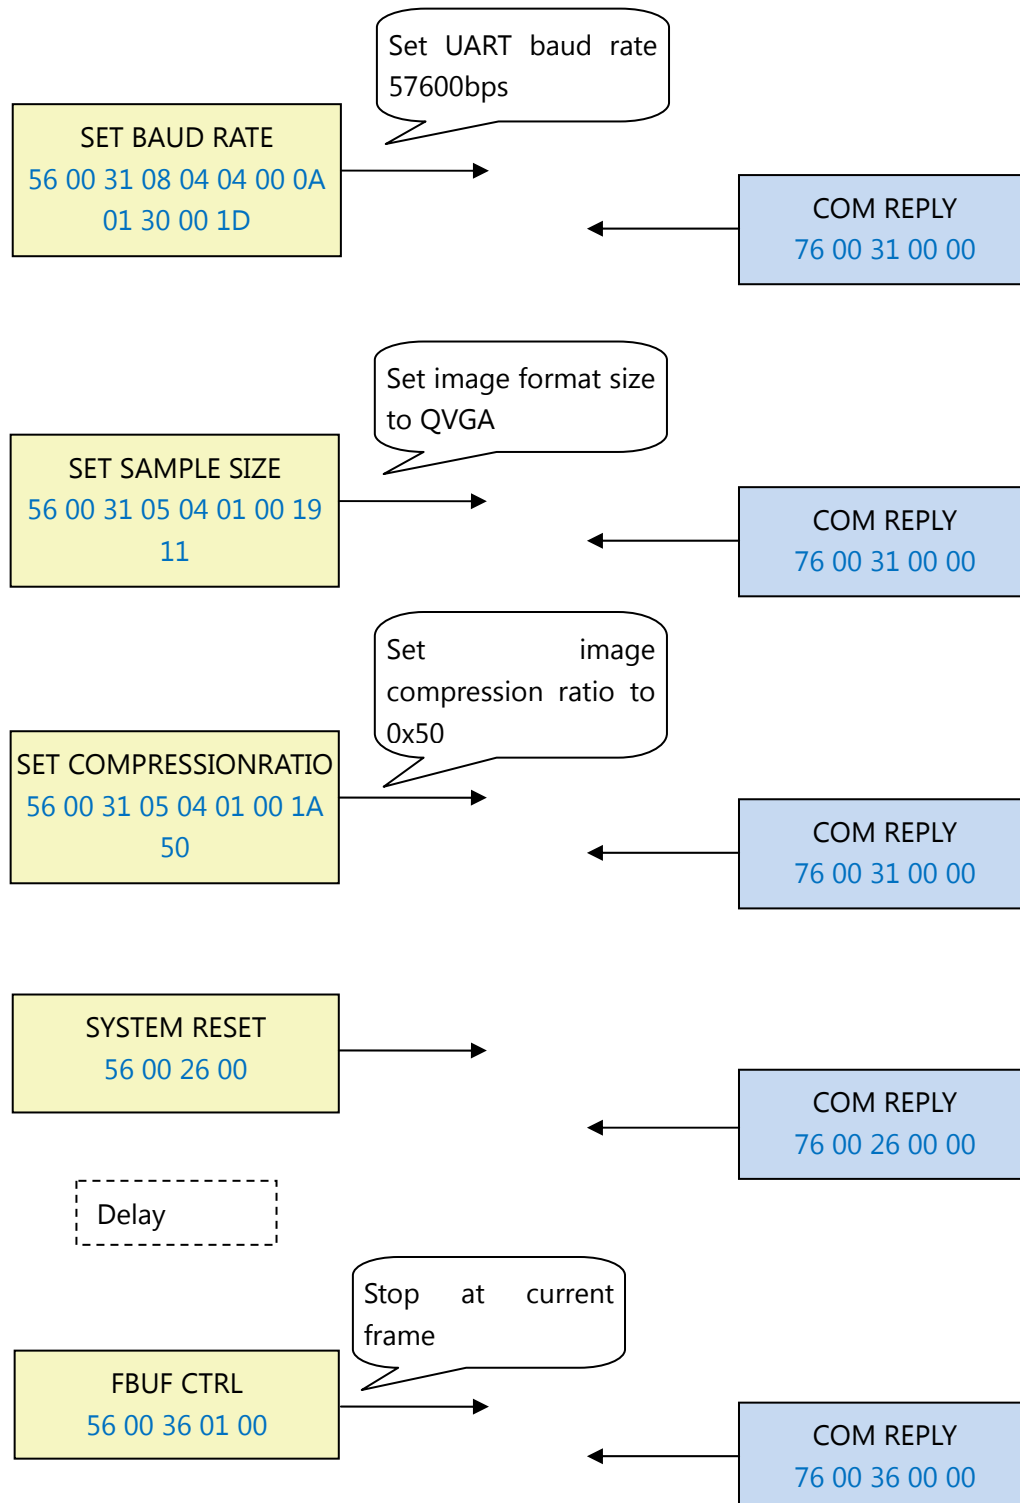 Set UART baud rate
57600bps
SET BAUD RATE
56 00 31 08 04 04 00 0A
01 30 00 1D
COM REPLY
76 00 31 00 00
Set image format size
to QVGA
SET SAMPLE SIZE
56 00 31 05 04 01 00 19
11
COM REPLY
76 00 31 00 00
Set image
compression ratio to
0x50
SET COMPRESSIONRATIO
56 00 31 05 04 01 00 1A
50
COM REPLY
76 00 31 00 00
SYSTEM RESET
56 00 26 00
COM REPLY
76 00 26 00 00
Delay
Stop at current
frame
FBUF CTRL
56 00 36 01 00
COM REPLY
76 00 36 00 00